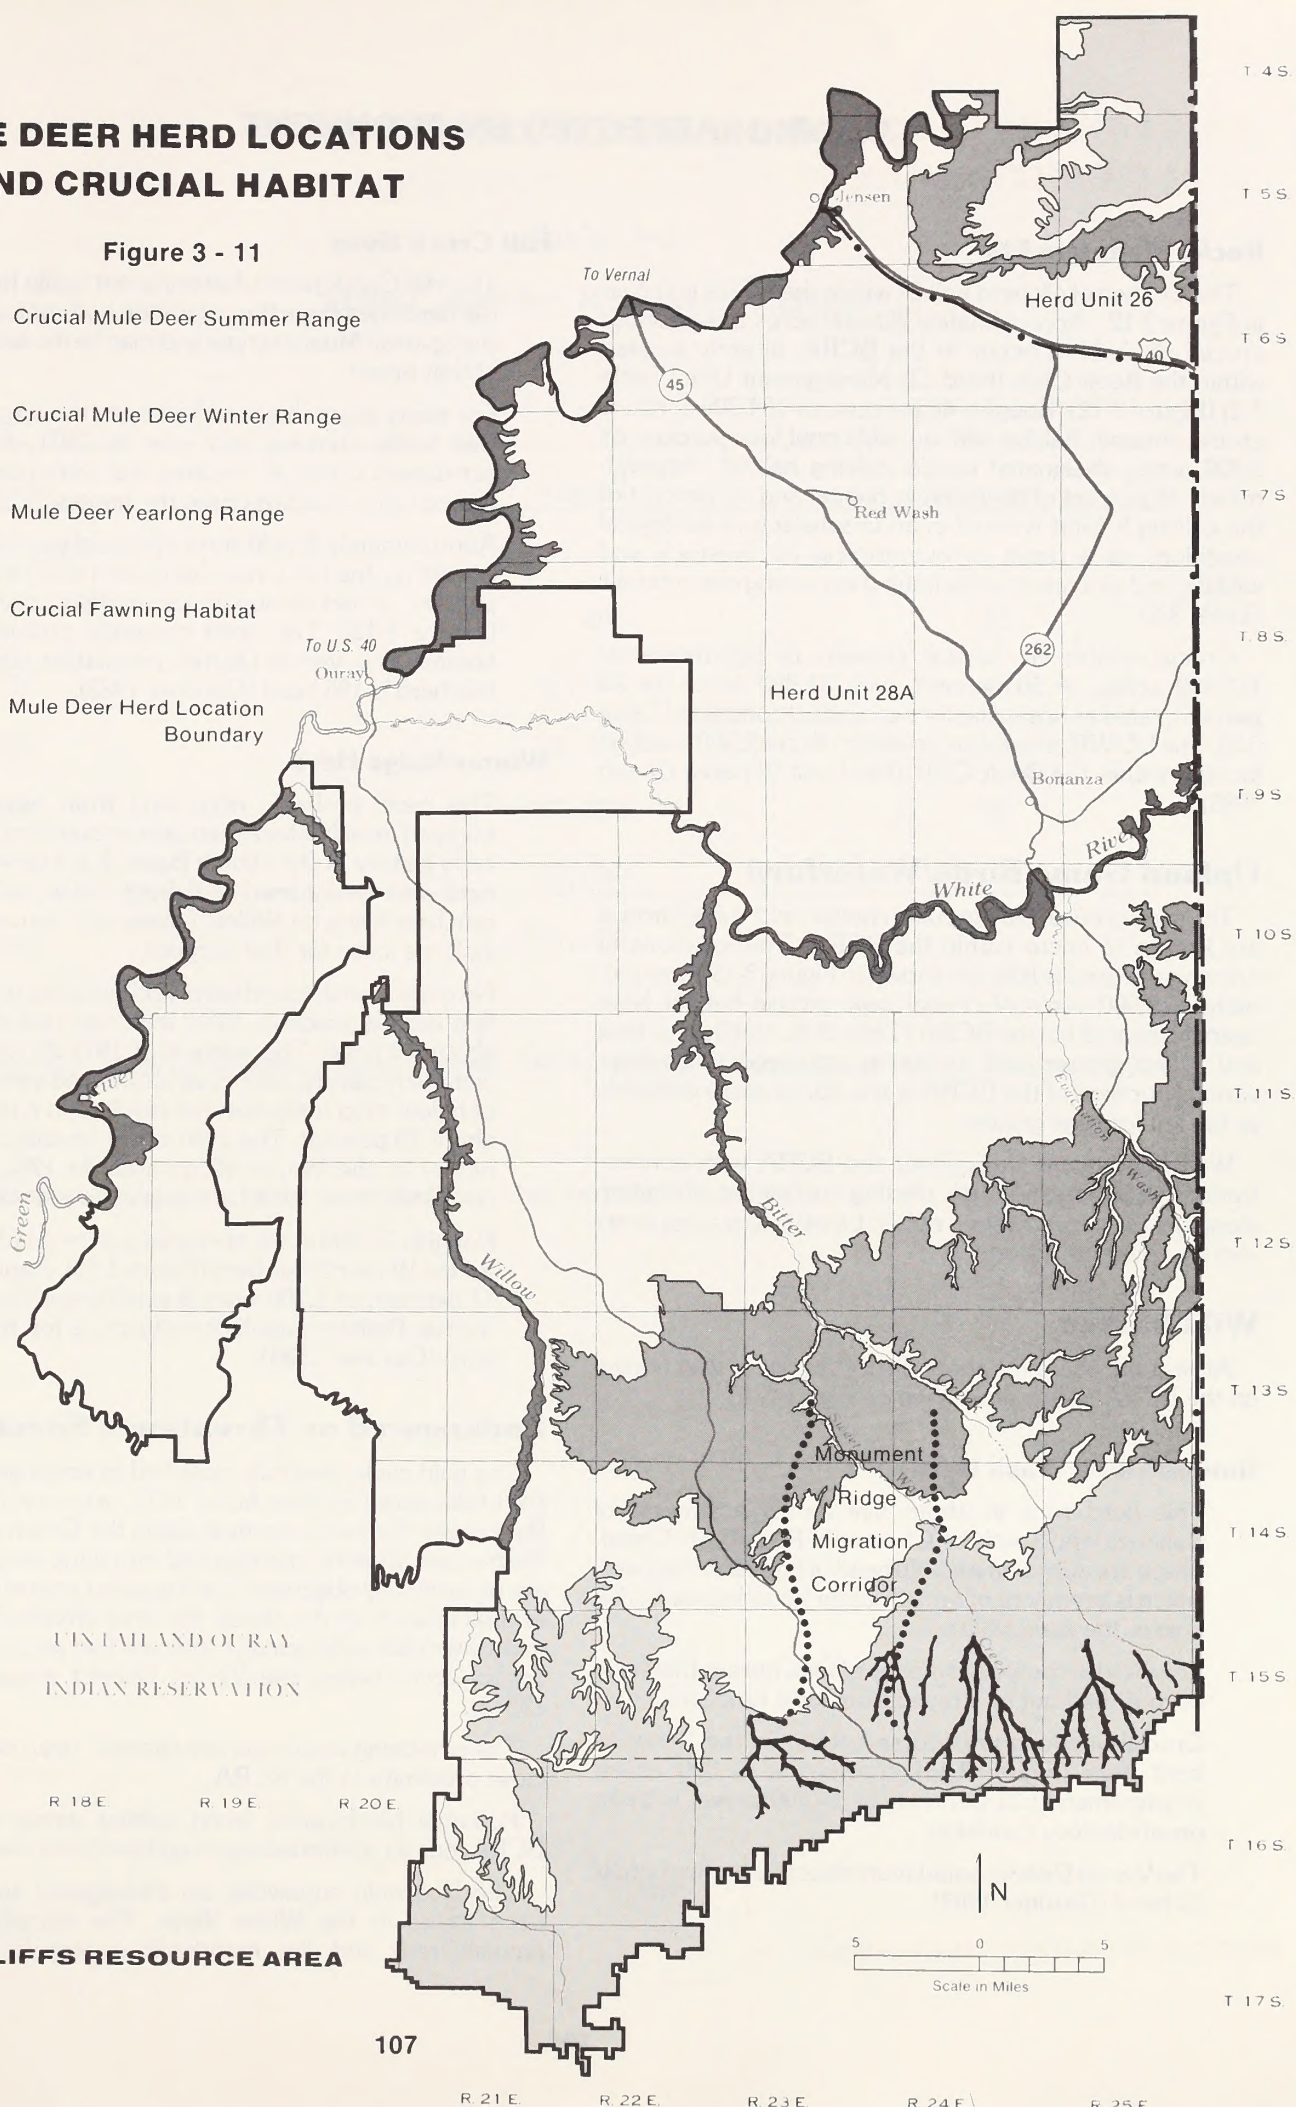 E DEER HERD LOCATIONS
ND CRUCIAL HABITAT
Figure 3 - 11
Crucial Mule Deer Summer Range
Crucial Mule Deer Winter Range
Mule Deer Yearlong Range
Crucial Fawning Habitat
Mule Deer Herd Location
Boundary
To Vernal
To U.S. 40
Ouray
Jensen
Herd Unit 26
40
45
Red Wash
262
Herd Unit 28A
Bonanza
White
River
Evacuation
Wash
Bitter
Creek
Willow
Green
River
Monument
Ridge
Migration
Corridor
UINTAH AND OURAY
INDIAN RESERVATION
T 4 S.
T 5 S.
T 6 S.
T 7 S
T. 8 S.
T. 9 S
T 10 S
T. 11 S
T 12 S
T. 13 S
T. 14 S.
T 15 S
T 16 S.
T 17 S.
R 18 E.
R. 19 E.
R. 20 E.
R. 21 E.
R. 22 E.
R. 23 E
R. 24 E
R. 25 E
N
5 0 5
Scale in Miles
LIFFS RESOURCE AREA
107